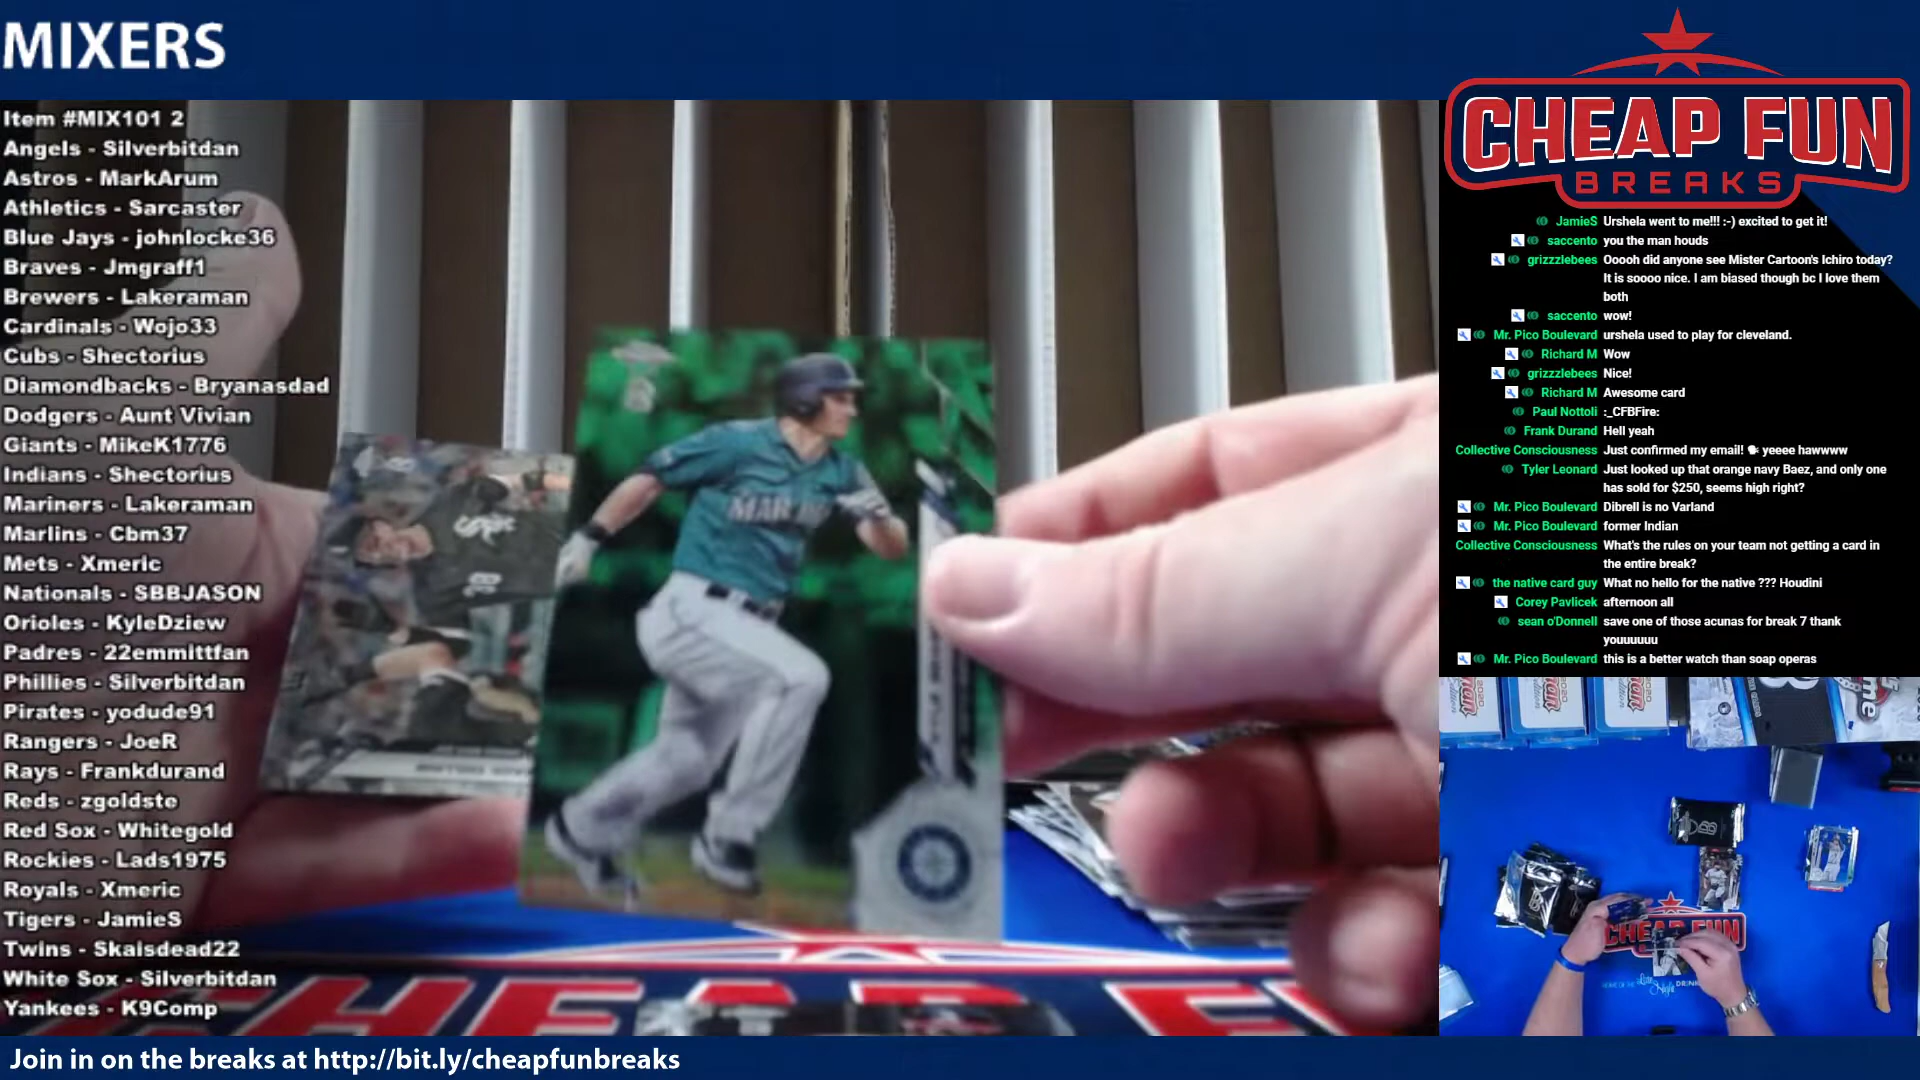 MIXERS
Item #MIX101 2
Angels - Silverbitdan
Astros - MarkArum
Athletics - Sarcaster
Blue Jays - johnlocke36
Braves - Jmgraff1
Brewers - Lakeraman
Cardinals - Wojo33
Cubs - Shectorius
Diamondbacks - Bryanasdad
Dodgers - Aunt Vivian
Giants - MikeK1776
Indians - Shectorius
Mariners - Lakeraman
Marlins - Cbm37
Mets - Xmeric
Nationals - SBBJASON
Orioles - KyleDziew
Padres - 22emmittfan
Phillies - Silverbitdan
Pirates - yodude91
Rangers - JoeR
Rays - Frankdurand
Reds - zgoldste
Red Sox - Whitegold
Rockies - Lads1975
Royals - Xmeric
Tigers - JamieS
Twins - Skalsdead22
White Sox - Silverbitdan
Yankees - K9Comp
CHEAP FUN
BREAKS
JamieS Urshela went to me!!! :-) excited to get it!
saccento you the man houds
grizzzlebees Ooooh did anyone see Mister Cartoon's Ichiro today?
It is soooo nice. I am biased though bc I love them
both
saccento wow!
Mr. Pico Boulevard urshela used to play for cleveland.
Richard M Wow
grizzzlebees Nice!
Richard M Awesome card
Paul Nottoli :_CFBFire:
Frank Durand Hell yeah
Collective Consciousness Just confirmed my email! 🗣 yeeee hawwww
Tyler Leonard Just looked up that orange navy Baez, and only one
has sold for $250, seems high right?
Mr. Pico Boulevard Dibrell is no Varland
Mr. Pico Boulevard former Indian
Collective Consciousness What's the rules on your team not getting a card in
the entire break?
the native card guy What no hello for the native ??? Houdini
Corey Pavlicek afternoon all
sean o'Donnell save one of those acunas for break 7 thank
youuuuuu
Mr. Pico Boulevard this is a better watch than soap operas
CHEAP FUN
Join in on the breaks at http://bit.ly/cheapfunbreaks